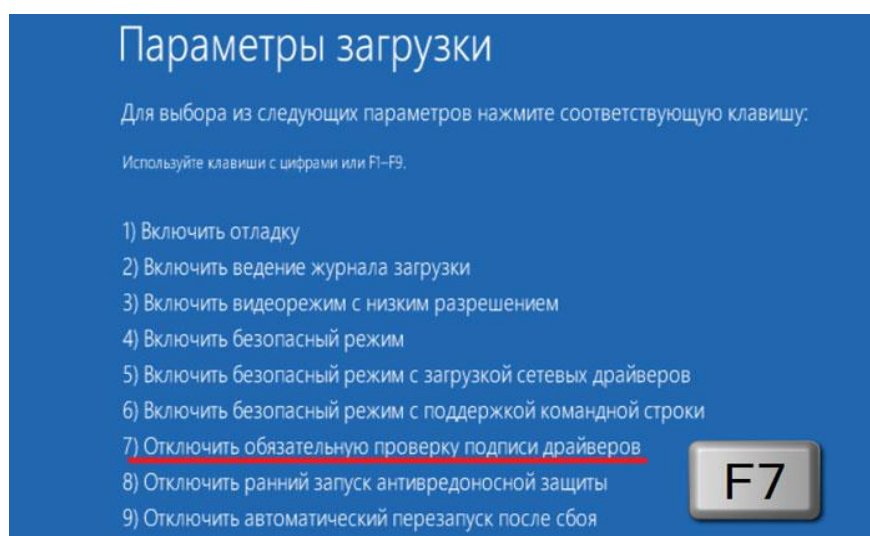 Параметры загрузки
Для выбора из следующих параметров нажмите соответствующую клавишу:
Используйте клавиши с цифрами или F1–F9.
1) Включить отладку
2) Включить ведение журнала загрузки
3) Включить видеорежим с низким разрешением
4) Включить безопасный режим
5) Включить безопасный режим с загрузкой сетевых драйверов
6) Включить безопасный режим с поддержкой командной строки
7) Отключить обязательную проверку подписи драйверов
8) Отключить ранний запуск антивредоносной защиты
9) Отключить автоматический перезапуск после сбоя
F7